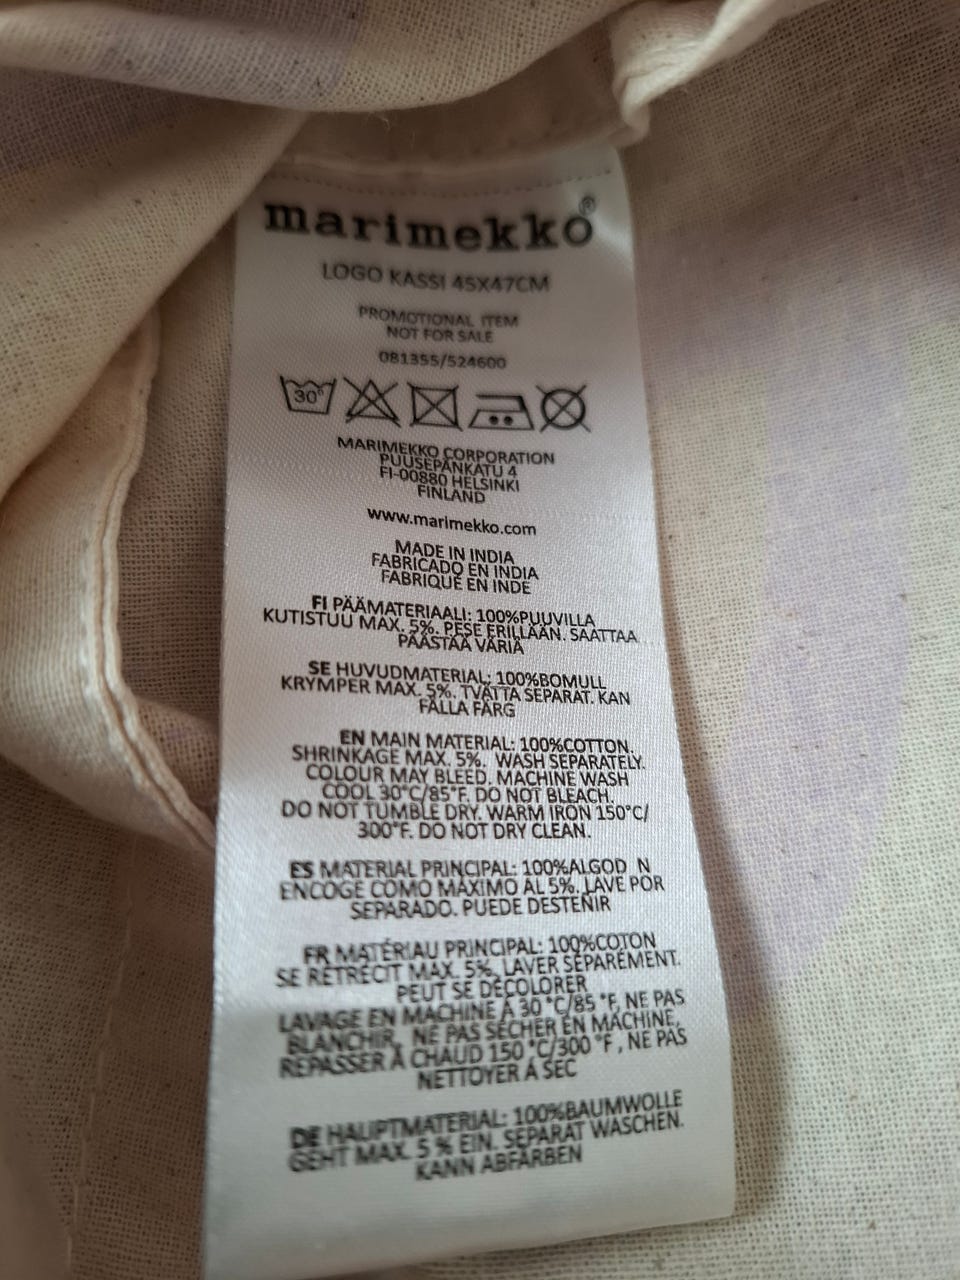 marimekko®
LOGO KASSI 45X47CM
PROMOTIONAL ITEM
NOT FOR SALE
081355/524600
30°
MARIMEKKO CORPORATION
PUUSEPÄNKATU 4
FI-00880 HELSINKI
FINLAND
www.marimekko.com
MADE IN INDIA
FABRICADO EN INDIA
FABRIQUÉ EN INDE
FI PÄÄMATERIAALI: 100%PUUVILLA
KUTISTUU MAX. 5%. PESE ERILLÄÄN. SAATTAA
PÄÄSTÄÄ VÄRIÄ
SE HUVUDMATERIAL: 100%BOMULL
KRYMPER MAX. 5%. TVÄTTA SEPARAT. KAN
FÄLLA FÄRG
EN MAIN MATERIAL: 100%COTTON.
SHRINKAGE MAX. 5%. WASH SEPARATELY.
COLOUR MAY BLEED. MACHINE WASH
COOL 30°C/85°F. DO NOT BLEACH.
DO NOT TUMBLE DRY. WARM IRON 150°C/
300°F. DO NOT DRY CLEAN.
ES MATERIAL PRINCIPAL: 100%ALGOD N
ENCOGE COMO MÁXIMO AL 5%. LAVE POR
SEPARADO. PUEDE DESTEÑIR
FR MATÉRIAU PRINCIPAL: 100%COTON
SE RÉTRÉCIT MAX. 5%. LAVER SÉPARÉMENT.
PEUT SE DÉCOLORER
LAVAGE EN MACHINE À 30 °C/85 °F, NE PAS
BLANCHIR, NE PAS SÉCHER EN MACHINE,
REPASSER À CHAUD 150 °C/300 °F, NE PAS
NETTOYER À SEC
DE HAUPTMATERIAL: 100%BAUMWOLLE
GEHT MAX. 5 % EIN. SEPARAT WASCHEN.
KANN ABFÄRBEN